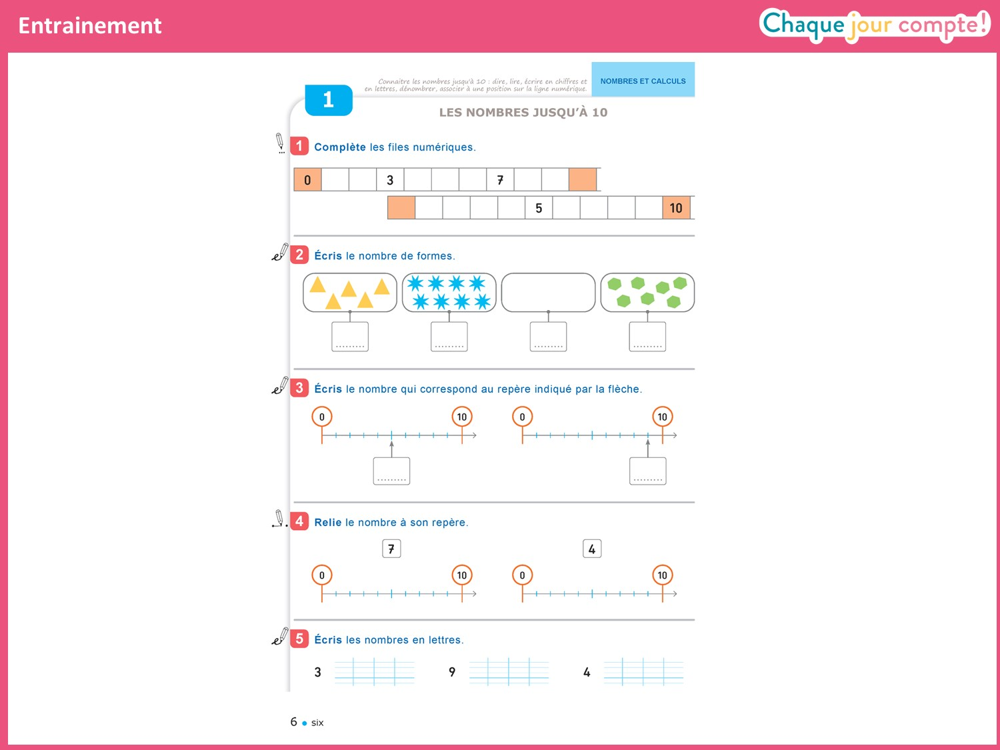 Entrainement
Chaque jour compte!
Connaitre les nombres jusqu'à 10 : dire, lire, écrire en chiffres et
en lettres, dénombrer, associer à une position sur la ligne numérique.
NOMBRES ET CALCULS
1
LES NOMBRES JUSQU'À 10
1 Complète les files numériques.
0 3 7
5 10
2 Écris le nombre de formes.
.........
.........
.........
.........
3 Écris le nombre qui correspond au repère indiqué par la flèche.
0 10 0 10
.........
.........
4 Relie le nombre à son repère.
7 4
0 10 0 10
5 Écris les nombres en lettres.
3 9 4
6 • six